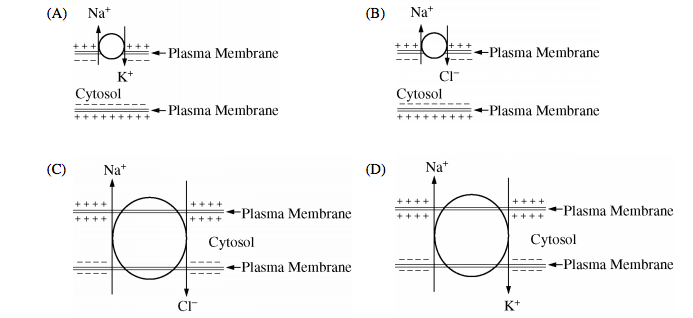 (A) Na⁺
+ + + + + +
Plasma Membrane
− − − − − −
K⁺
Cytosol
− − − − − − − − −
Plasma Membrane
+ + + + + + + + +
(B) Na⁺
+ + + + + +
Plasma Membrane
− − − − − −
Cl⁻
Cytosol
− − − − − − − − −
Plasma Membrane
+ + + + + + + + +
(C) Na⁺
+ + + + + + + +
Plasma Membrane
+ + + + + + + +
Cytosol
− − − − − − − −
Plasma Membrane
− − − − − − − −
Cl⁻
(D) Na⁺
+ + + + + + + +
Plasma Membrane
+ + + + + + + +
Cytosol
− − − − − − − −
Plasma Membrane
− − − − − − − −
K⁺